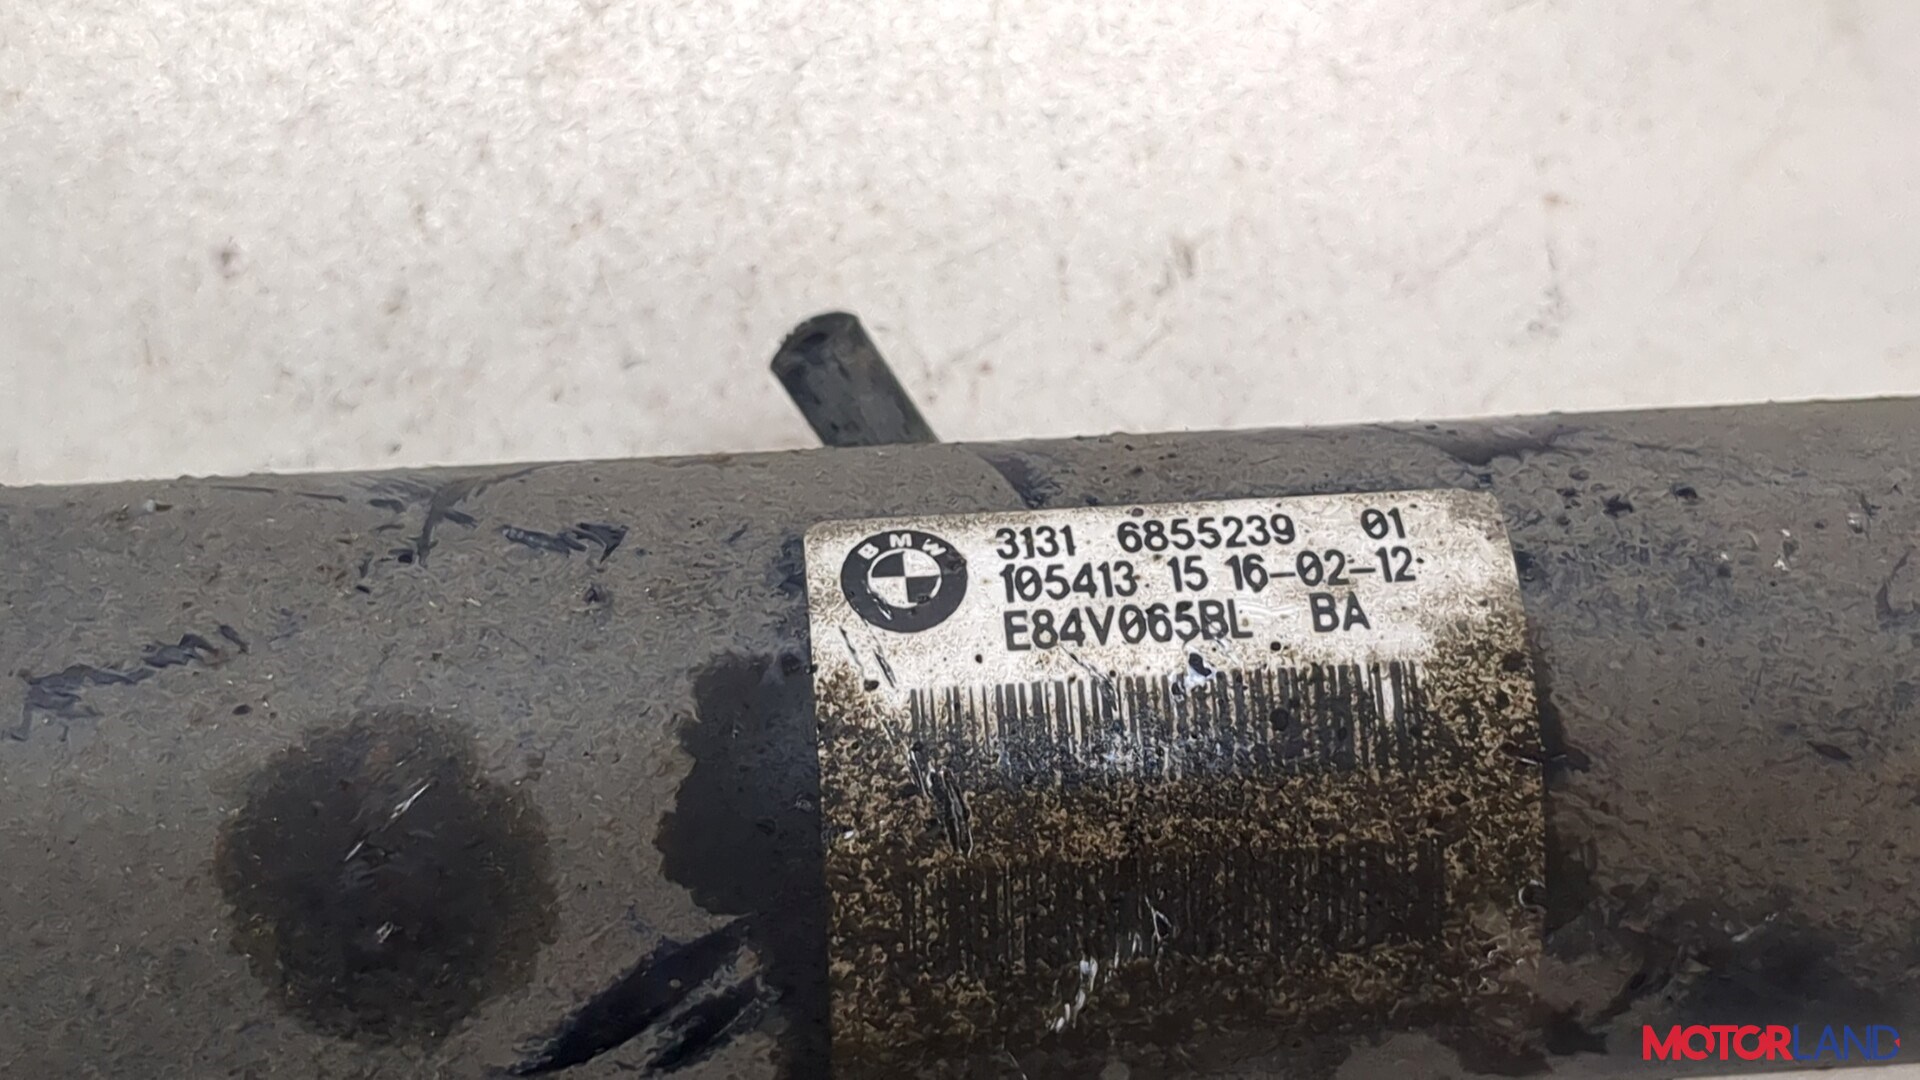 BMW
3131 6855239 01
105413 15 16-02-12
E84V065BL BA
MOTORLAND